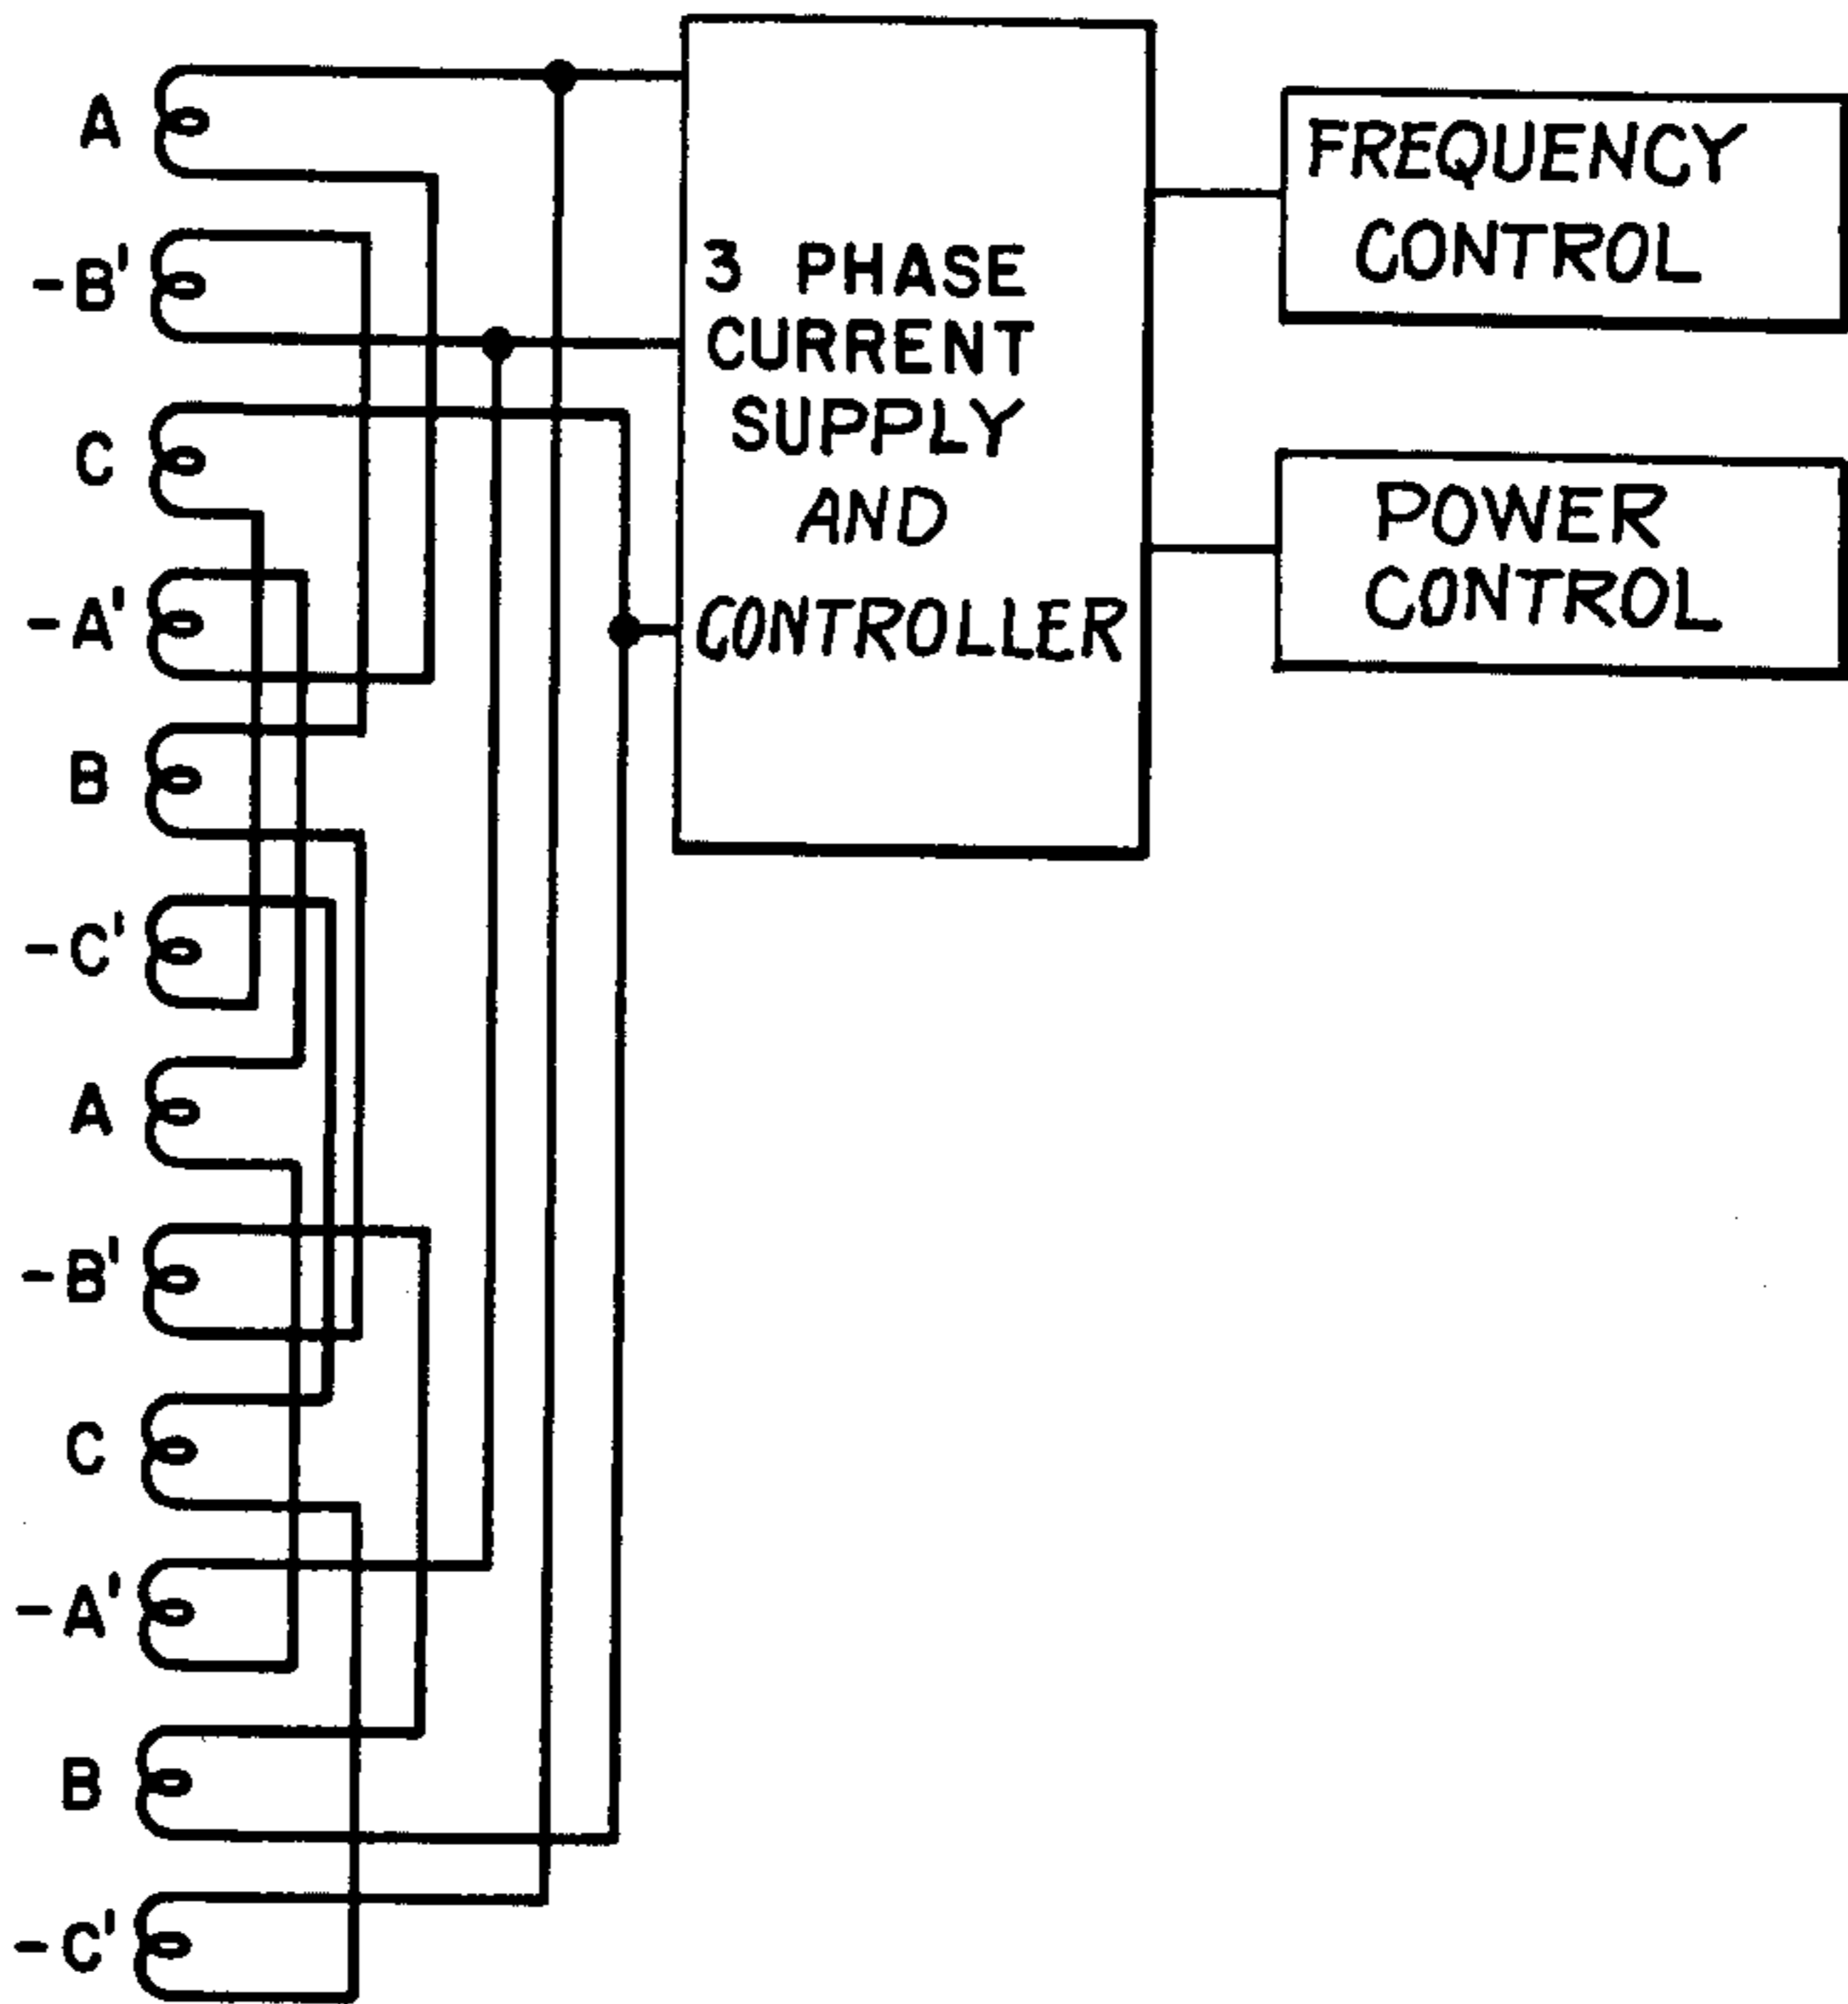 A
-B'
C
-A'
B
-C'
A
-B'
C
-A'
B
-C'
3 PHASE
CURRENT
SUPPLY
AND
CONTROLLER
FREQUENCY
CONTROL
POWER
CONTROL